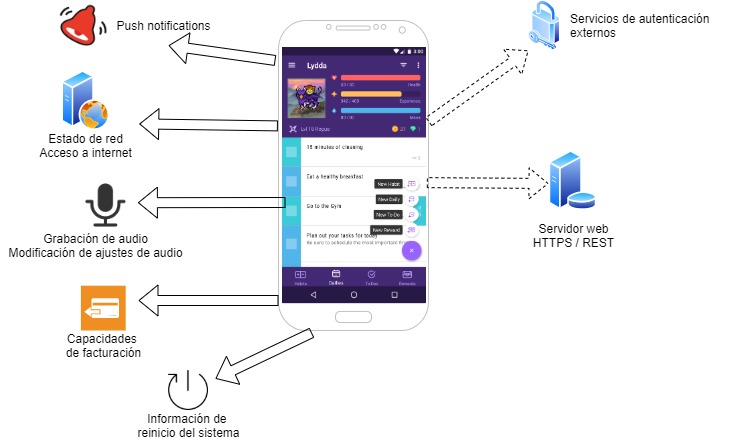 Push notifications
Estado de red
Acceso a internet
Grabación de audio
Modificación de ajustes de audio
Capacidades
de facturación
Información de
reinicio del sistema
Lydda
Health
Experience
Mana
Lvl 10 Rogue
15 minutes of cleaning
Eat a healthy breakfast
Go to the Gym
Plan out your tasks for today
Be sure to schedule the most important
New Habit
New Daily
New To-Do
New Reward
Habits
Dailies
To-Dos
Rewards
Servicios de autenticación
externos
Servidor web
HTTPS / REST